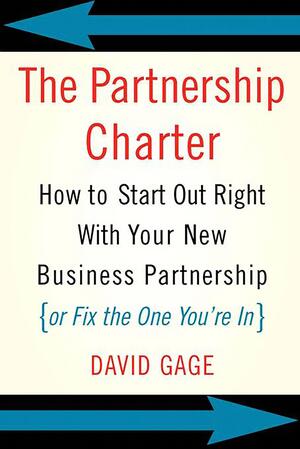 The Partnership
Charter
How to Start Out Right
With Your New
Business Partnership
{or Fix the One You're In}
DAVID GAGE